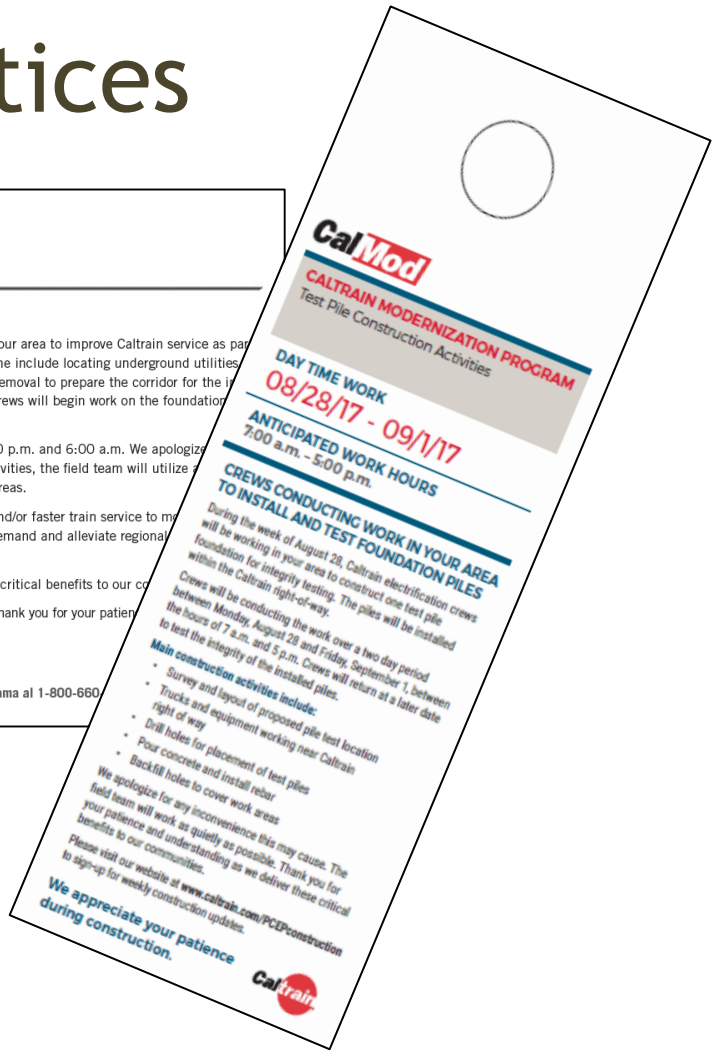 tices
our area to improve Caltrain service as par
ne include locating underground utilities
emoval to prepare the corridor for the i
rews will begin work on the foundation
0 p.m. and 6:00 a.m. We apologize
vities, the field team will utilize a
reas.
nd/or faster train service to mo
emand and alleviate regional
critical benefits to our co
hank you for your patien
ma al 1-800-660-
CalMod
CALTRAIN MODERNIZATION PROGRAM
Test Pile Construction Activities
DAY TIME WORK
08/28/17 - 09/1/17
ANTICIPATED WORK HOURS
7:00 a.m. – 5:00 p.m.
CREWS CONDUCTING WORK IN YOUR AREA
TO INSTALL AND TEST FOUNDATION PILES
During the week of August 28, Caltrain electrification crews
will be working in your area to construct one test pile
foundation for integrity testing. The piles will be installed
within the Caltrain right-of-way.
Crews will be conducting the work over a two day period
between Monday, August 28 and Friday, September 1, between
the hours of 7 a.m. and 5 p.m. Crews will return at a later date
to test the integrity of the installed piles.
Main construction activities include:
• Survey and layout of proposed pile test location
• Trucks and equipment working near Caltrain
right of way
• Drill holes for placement of test piles
• Pour concrete and install rebar
• Backfill holes to cover work areas
We apologize for any inconvenience this may cause. The
field team will work as quietly as possible. Thank you for
your patience and understanding as we deliver these critical
benefits to our communities.
Please visit our website at www.caltrain.com/PCEPconstruction
to sign-up for weekly construction updates.
We appreciate your patience
during construction.
Caltrain